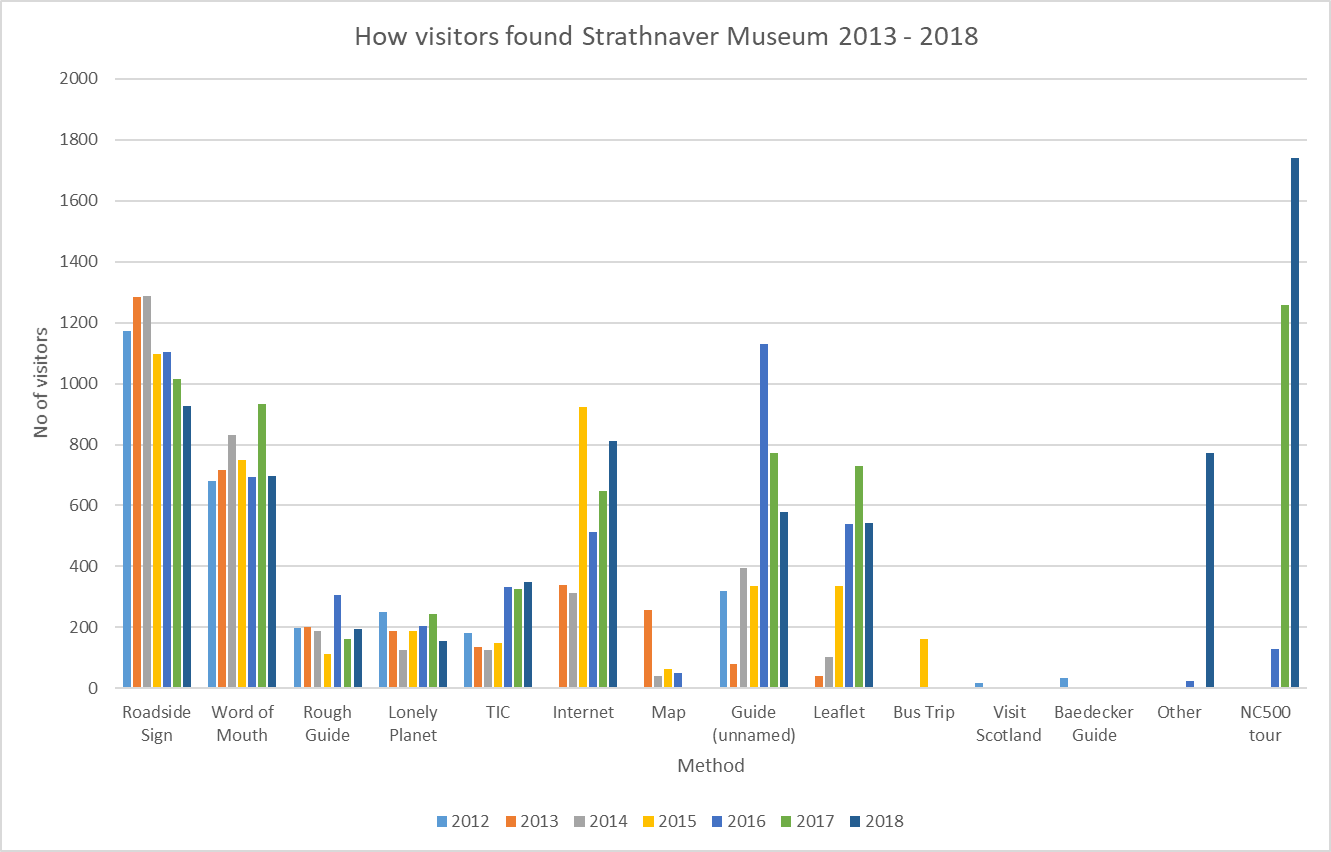 How visitors found Strathnaver Museum 2013 - 2018
2000
1800
1600
1400
1200
1000
800
600
400
200
0
No of visitors
Roadside Sign
Word of Mouth
Rough Guide
Lonely Planet
TIC
Internet
Map
Guide (unnamed)
Leaflet
Bus Trip
Visit Scotland
Baedecker Guide
Other
NC500 tour
Method
2012 2013 2014 2015 2016 2017 2018